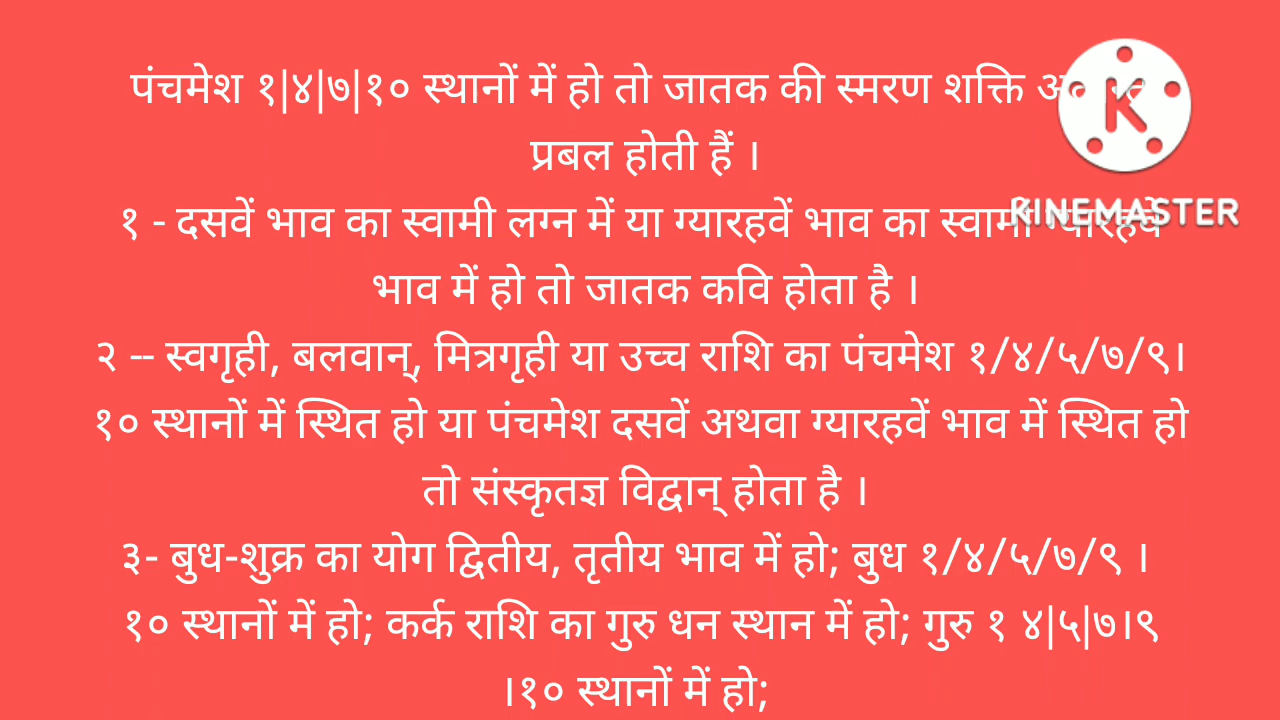 पंचमेश १|४|७|१० स्थानों में हो तो जातक की स्मरण शक्ति
प्रबल होती हैं ।
१ - दसवें भाव का स्वामी लग्न में या ग्यारहवें भाव का स्वामी ग्यारहवें
भाव में हो तो जातक कवि होता है ।
२ -- स्वगृही, बलवान्, मित्रगृही या उच्च राशि का पंचमेश १/४/५/७/९।
१० स्थानों में स्थित हो या पंचमेश दसवें अथवा ग्यारहवें भाव में स्थित हो
तो संस्कृतज्ञ विद्वान् होता है ।
३- बुध-शुक्र का योग द्वितीय, तृतीय भाव में हो; बुध १/४/५/७/९ ।
१० स्थानों में हो; कर्क राशि का गुरु धन स्थान में हो; गुरु १ ४|५|७।९
।१० स्थानों में हो;
K
KINEMASTER